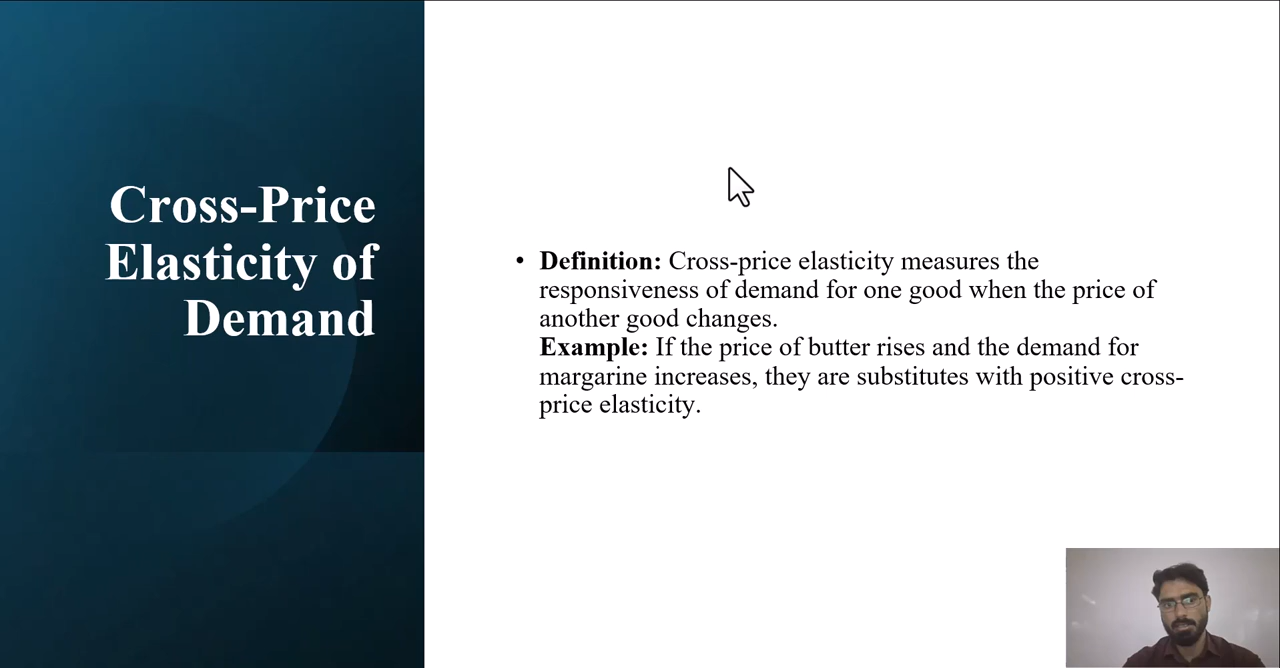 Cross-Price
Elasticity of
Demand
• Definition: Cross-price elasticity measures the
responsiveness of demand for one good when the price of
another good changes.
Example: If the price of butter rises and the demand for
margarine increases, they are substitutes with positive cross-
price elasticity.